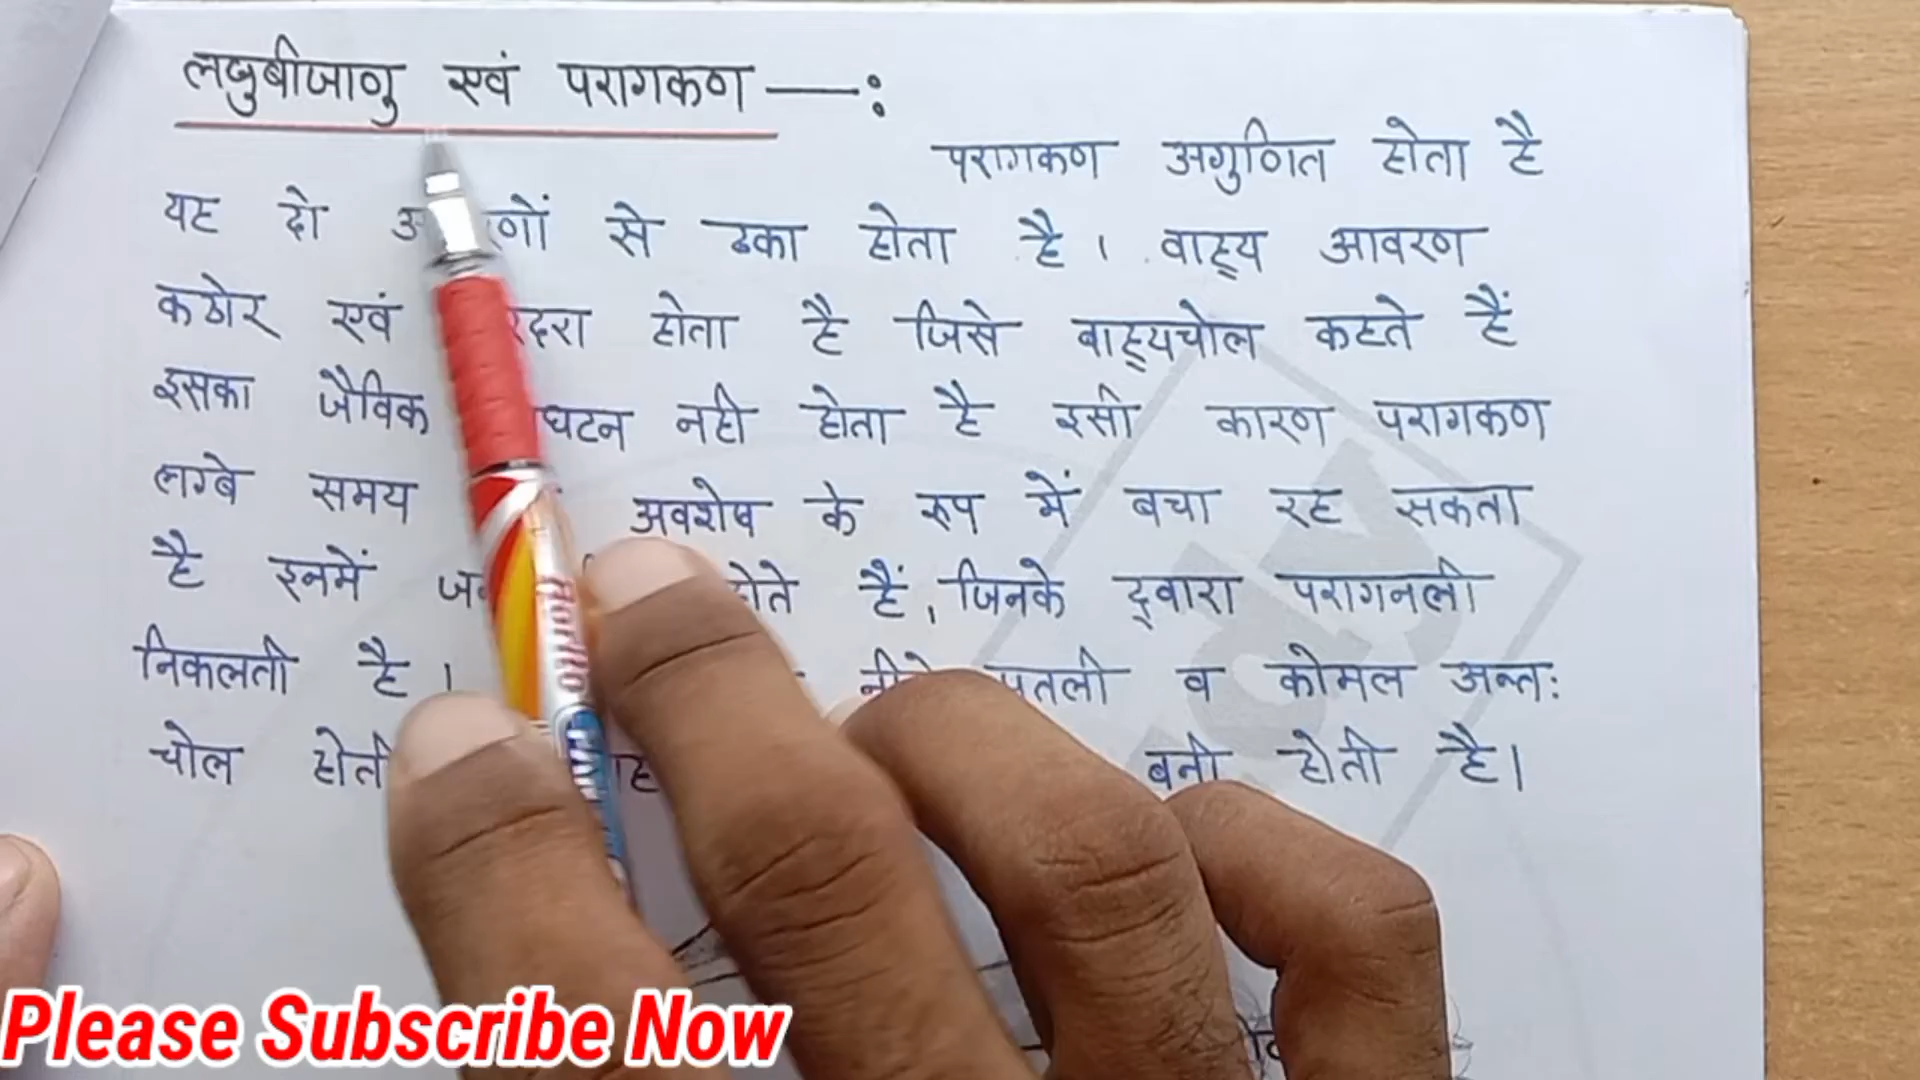 लघुबीजाणु एवं परागकण —:
परागकण अगुणित होता है
यह दो से ढका होता है । वाह्य आवरण
कठोर एवं होता है जिसे बाह्यचोल कहते हैं
इसका जैविक नही होता है इसी कारण परागकण
लम्बे समय अवशेष के रूप में बचा रह सकता
है इनमें होते हैं, जिनके द्वारा परागनली
निकलती है । पतली व कोमल अन्तः
चोल बनी होती है।
Please Subscribe Now